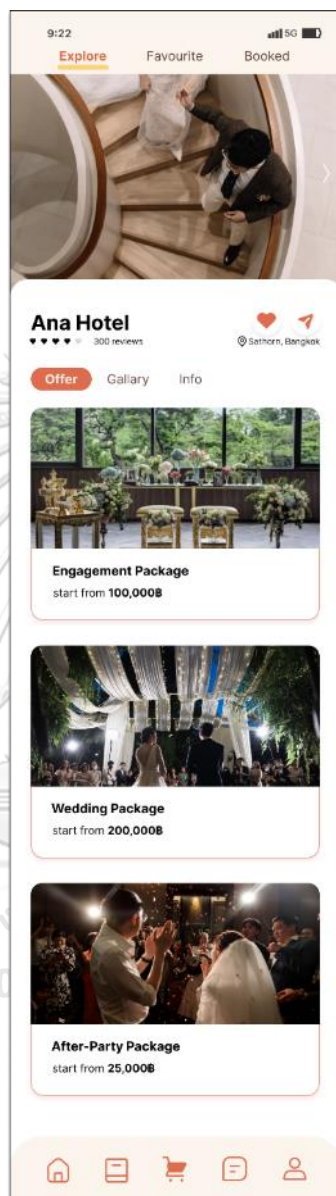 9:22 5G
Explore Favourite Booked
Ana Hotel
300 reviews Sathorn, Bangkok
Offer Gallary Info
Engagement Package
start from 100,000฿
Wedding Package
start from 200,000฿
After-Party Package
start from 25,000฿